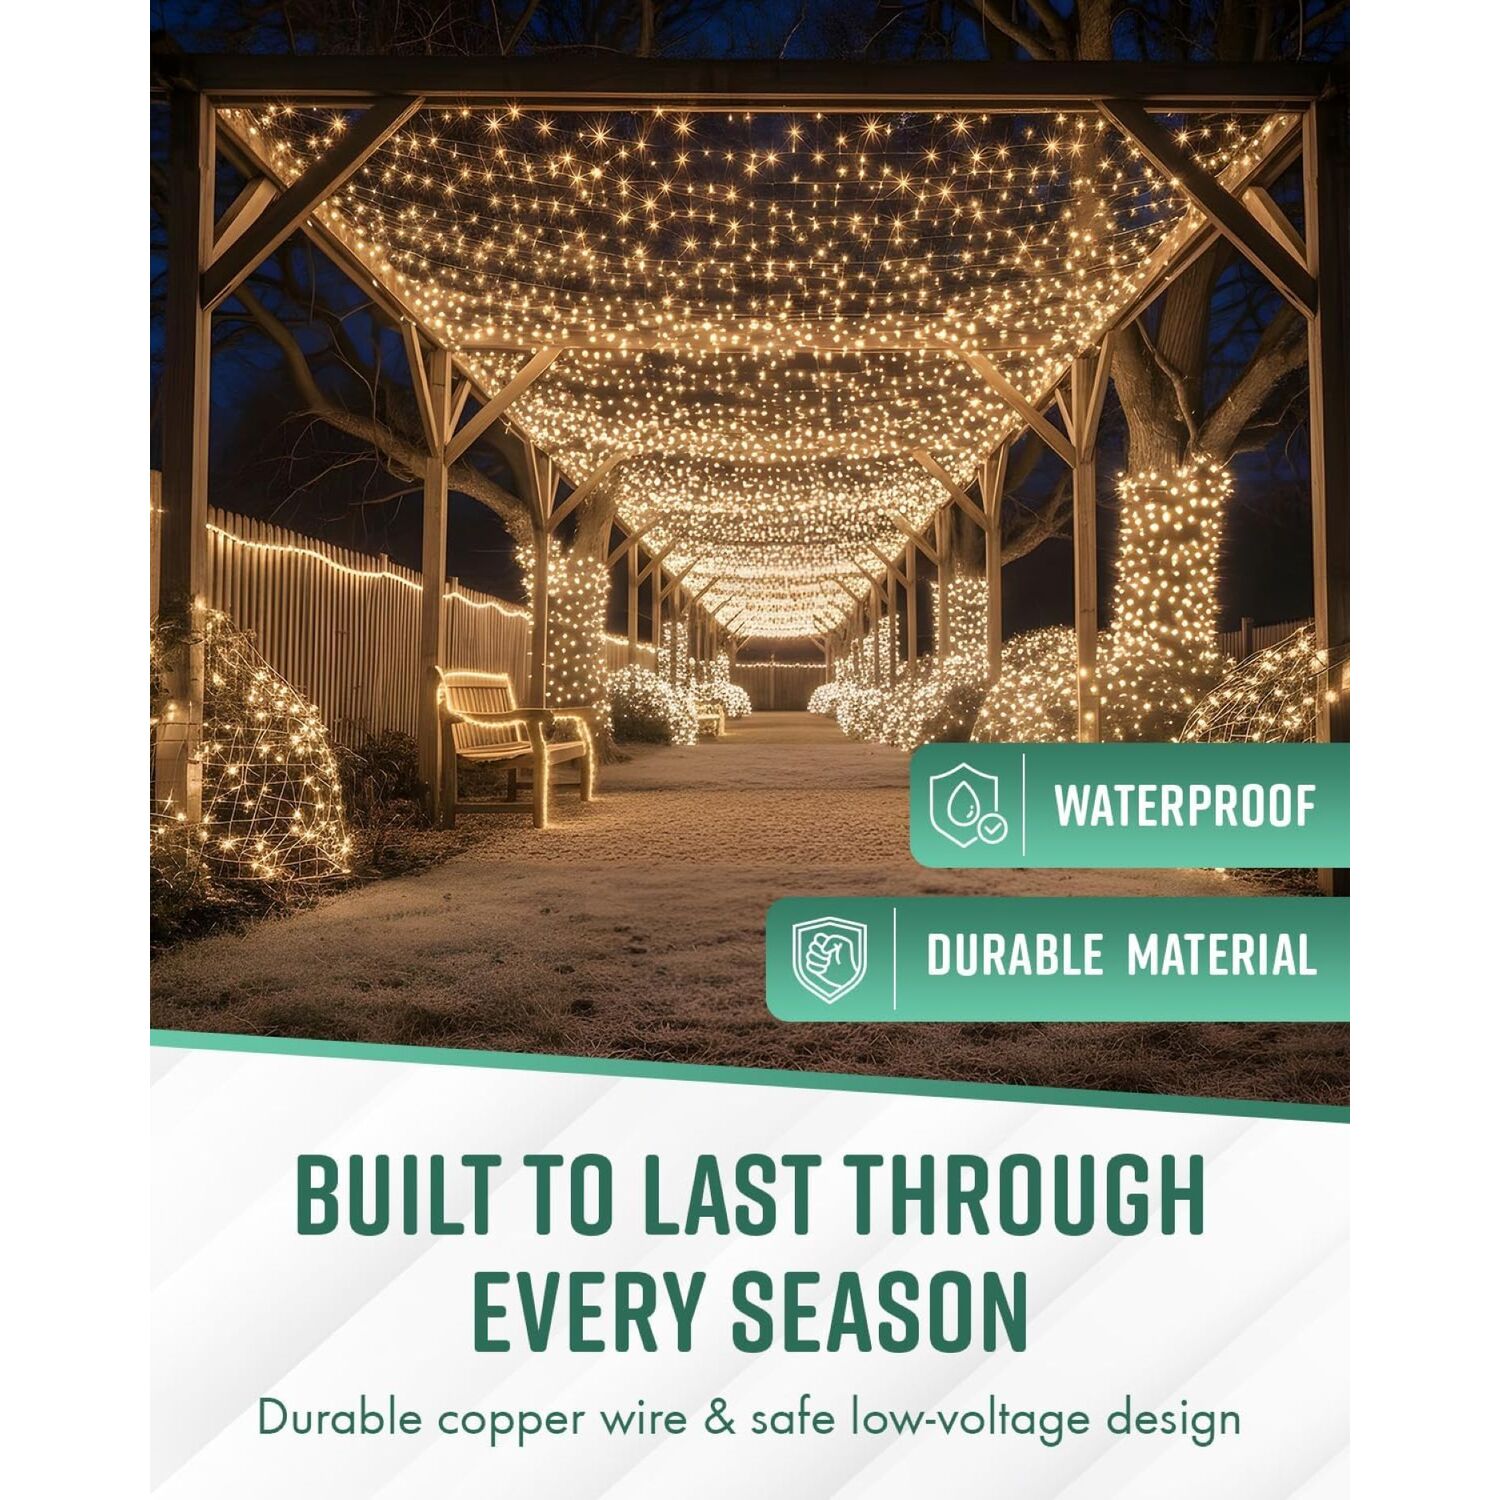 WATERPROOF
DURABLE MATERIAL
BUILT TO LAST THROUGH
EVERY SEASON
Durable copper wire & safe low-voltage design